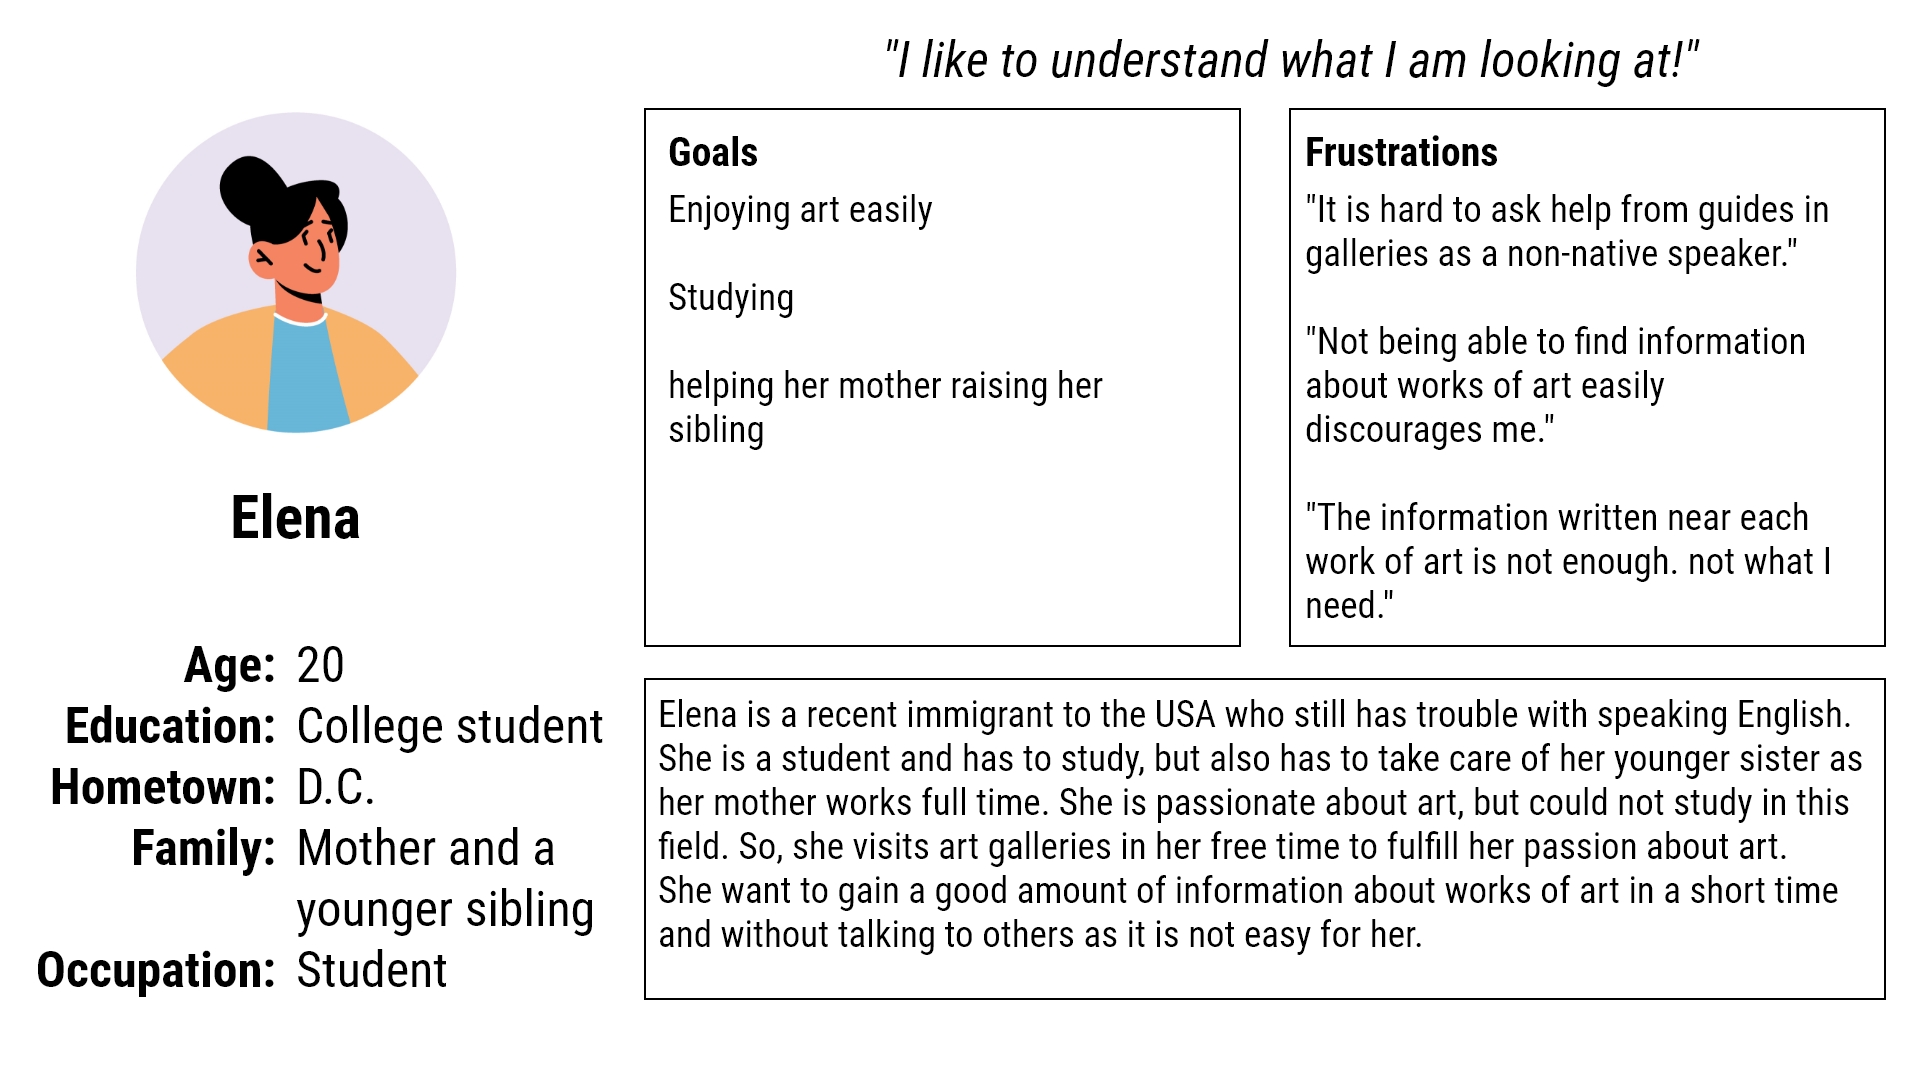 "I like to understand what I am looking at!"
Elena
Age: 20
Education: College student
Hometown: D.C.
Family: Mother and a
younger sibling
Occupation: Student
Goals
Enjoying art easily
Studying
helping her mother raising her
sibling
Frustrations
"It is hard to ask help from guides in
galleries as a non-native speaker."
"Not being able to find information
about works of art easily
discourages me."
"The information written near each
work of art is not enough. not what I
need."
Elena is a recent immigrant to the USA who still has trouble with speaking English.
She is a student and has to study, but also has to take care of her younger sister as
her mother works full time. She is passionate about art, but could not study in this
field. So, she visits art galleries in her free time to fulfill her passion about art.
She want to gain a good amount of information about works of art in a short time
and without talking to others as it is not easy for her.